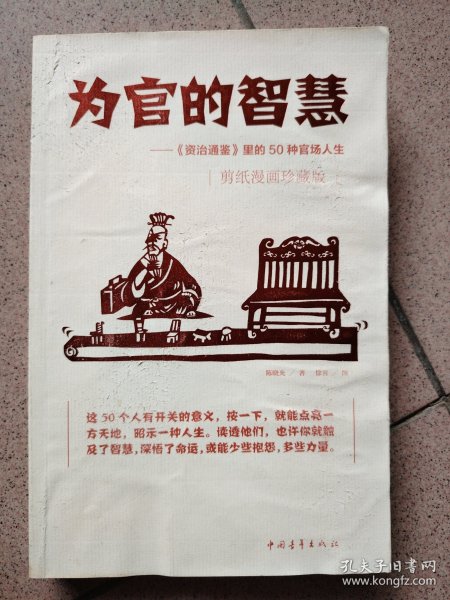 为官的智慧
——《资治通鉴》里的50种官场人生
剪纸漫画珍藏版
陈晓光 / 著
这50个人有开关的意义，按一下，就能点亮一
方天地，昭示一种人生。读透他们，也许你就触
及了智慧，深悟了命运，或能少些抱怨，多些力量。
中国青年出版社
孔夫子旧书网
www.kongfz.com